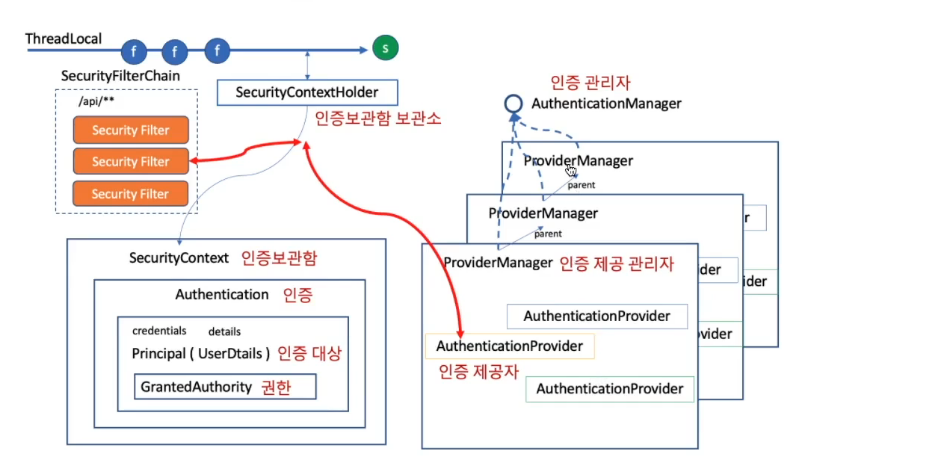 ThreadLocal
f
f
f
s
SecurityFilterChain
/api/**
Security Filter
Security Filter
Security Filter
SecurityContextHolder
인증보관함 보관소
인증 관리자
AuthenticationManager
ProviderManager
parent
ProviderManager
parent
ProviderManager 인증 제공 관리자
AuthenticationProvider
AuthenticationProvider
인증 제공자
AuthenticationProvider
r
der
ider
ovider
SecurityContext 인증보관함
Authentication 인증
credentials details
Principal ( UserDtails ) 인증 대상
GrantedAuthority 권한